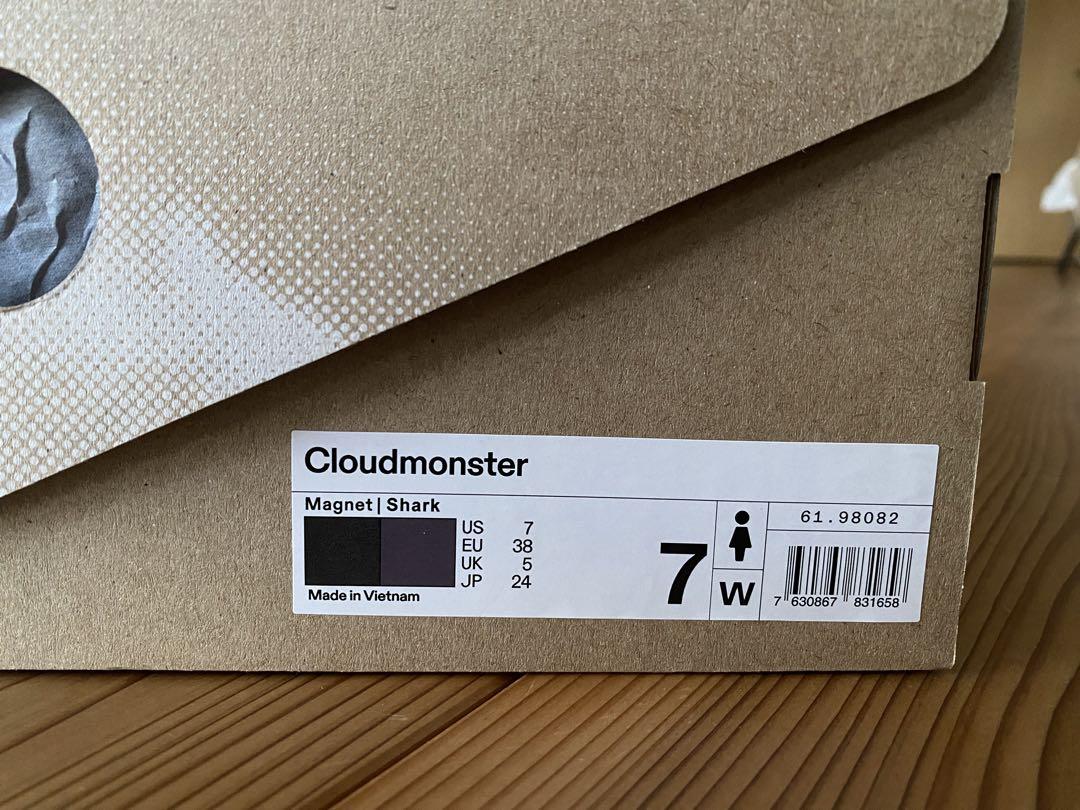 Cloudmonster
Magnet | Shark
US 7
EU 38
UK 5
JP 24
Made in Vietnam
7
W
61.98082
7 630867 831658